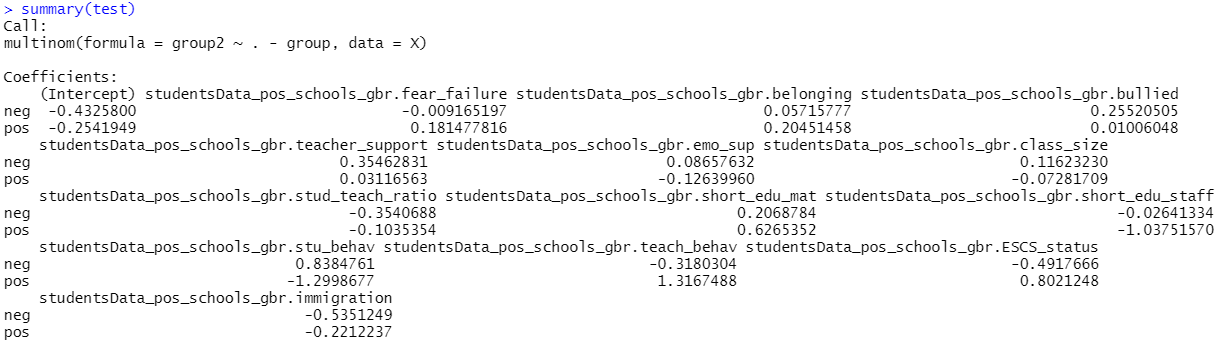 > summary(test)
Call:
multinom(formula = group2 ~ . - group, data = X)
Coefficients:
    (Intercept) studentsData_pos_schools_gbr.fear_failure studentsData_pos_schools_gbr.belonging studentsData_pos_schools_gbr.bullied
neg  -0.4325800                              -0.009165197                             0.05715777                           0.25520505
pos  -0.2541949                               0.181477816                             0.20451458                           0.01006048
    studentsData_pos_schools_gbr.teacher_support studentsData_pos_schools_gbr.emo_sup studentsData_pos_schools_gbr.class_size
neg                                   0.35462831                           0.08657632                              0.11623230
pos                                   0.03116563                          -0.12639960                             -0.07281709
    studentsData_pos_schools_gbr.stud_teach_ratio studentsData_pos_schools_gbr.short_edu_mat studentsData_pos_schools_gbr.short_edu_staff
neg                                    -0.3540688                                  0.2068784                                  -0.02641334
pos                                    -0.1035354                                  0.6265352                                  -1.03751570
    studentsData_pos_schools_gbr.stu_behav studentsData_pos_schools_gbr.teach_behav studentsData_pos_schools_gbr.ESCS_status
neg                              0.8384761                               -0.3180304                               -0.4917666
pos                             -1.2998677                                1.3167488                                0.8021248
    studentsData_pos_schools_gbr.immigration
neg                               -0.5351249
pos                               -0.2212237